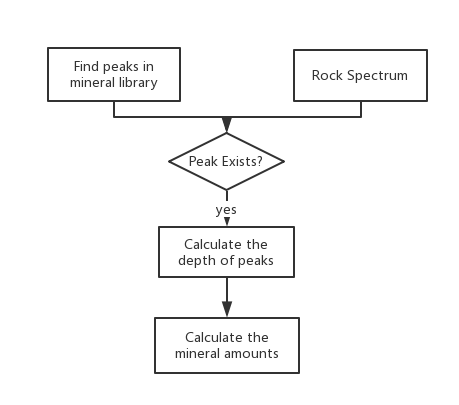 Find peaks in
mineral library
Rock Spectrum
Peak Exists?
yes
Calculate the
depth of peaks
Calculate the
mineral amounts